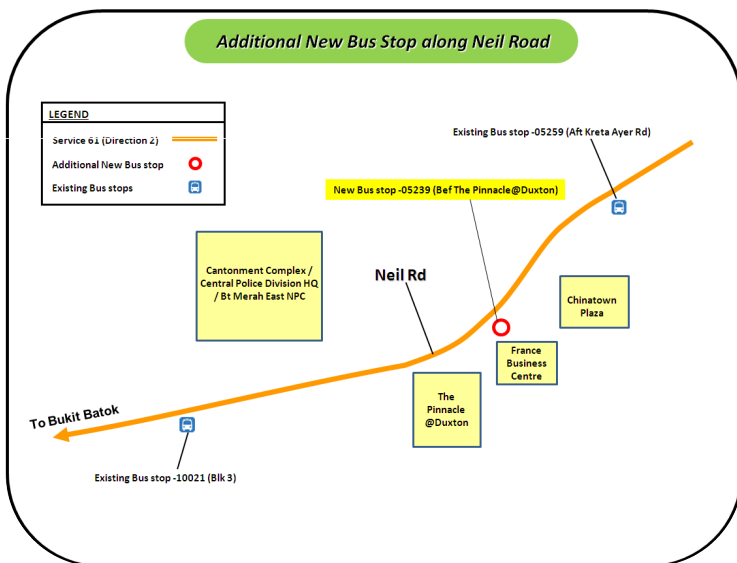 Additional New Bus Stop along Neil Road
LEGEND
Service 61 (Direction 2)
Additional New Bus stop
Existing Bus stops
Existing Bus stop -05259 (Aft Kreta Ayer Rd)
New Bus stop -05239 (Bef The Pinnacle@Duxton)
Cantonment Complex /
Central Police Division HQ
/ Bt Merah East NPC
Neil Rd
Chinatown
Plaza
France
Business
Centre
The
Pinnacle
@Duxton
To Bukit Batok
Existing Bus stop -10021 (Blk 3)